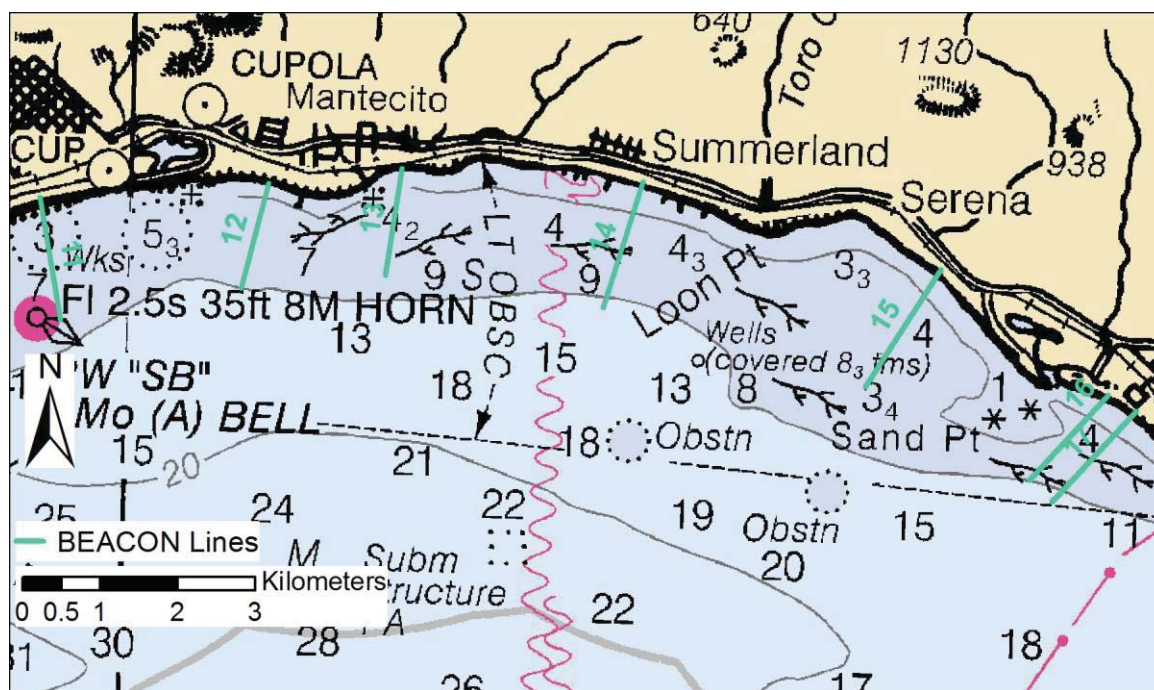 640
1130
Toro
CUPOLA
Mantecito
CUP
Summerland
938
Serena
3
5₃
12
7
13
4₂
4
14
4₃
3₃
Wks
7
9
S
9
Loon Pt
15
4
Fl 2.5s 35ft 8M HORN
LT OBSC
Wells
(covered 8₃ fms)
13
15
N
"W "SB"
18
13
8
3₄
1
16
Mo (A) BELL
Sand Pt
4
15
20
21
18
Obstn
25
24
22
19
Obstn
15
11
BEACON Lines
M
Subm
20
Kilometers
ructure
0 0.5 1 2 3
PA
22
18
31
30
28
26
17